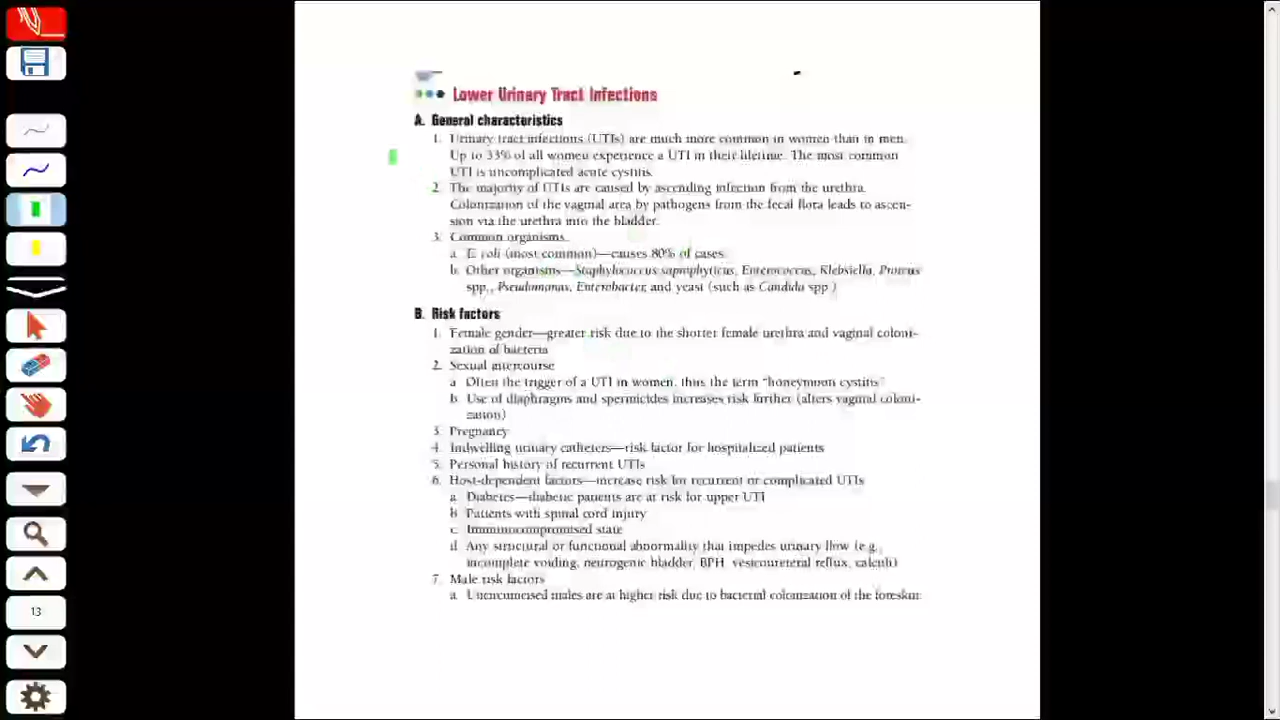 Lower Urinary Tract Infections
A. General characteristics
1. Urinary tract infections (UTIs) are much more common in women than in men.
Up to 33% of all women experience a UTI in their lifetime. The most common
UTI is uncomplicated acute cystitis.
2. The majority of UTIs are caused by ascending infection from the urethra.
Colonization of the vaginal area by pathogens from the fecal flora leads to ascen-
sion via the urethra into the bladder.
3. Common organisms
a. E. coli (most common)—causes 80% of cases.
b. Other organisms—Staphylococcus saprophyticus, Enterococcus, Klebsiella, Proteus
spp., Pseudomonas, Enterobacter, and yeast (such as Candida spp.)
B. Risk factors
1. Female gender—greater risk due to the shorter female urethra and vaginal coloni-
zation of bacteria
2. Sexual intercourse
a. Often the trigger of a UTI in women, thus the term "honeymoon cystitis"
b. Use of diaphragms and spermicides increases risk further (alters vaginal coloni-
zation)
3. Pregnancy
4. Indwelling urinary catheters—risk factor for hospitalized patients
5. Personal history of recurrent UTIs
6. Host-dependent factors—increase risk for recurrent or complicated UTIs
a. Diabetes—diabetic patients are at risk for upper UTI
b. Patients with spinal cord injury
c. Immunocompromised state
d. Any structural or functional abnormality that impedes urinary flow (e.g.,
incomplete voiding, neurogenic bladder, BPH, vesicoureteral reflux, calculi)
7. Male risk factors
a. Uncircumcised males are at higher risk due to bacterial colonization of the foreskin.
13